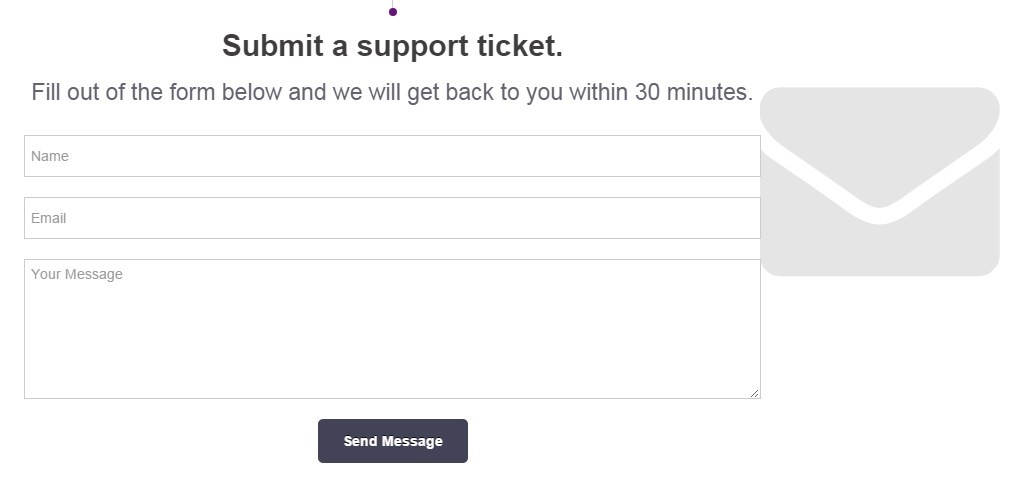 Submit a support ticket.
Fill out of the form below and we will get back to you within 30 minutes.
Name
Email
Your Message
Send Message